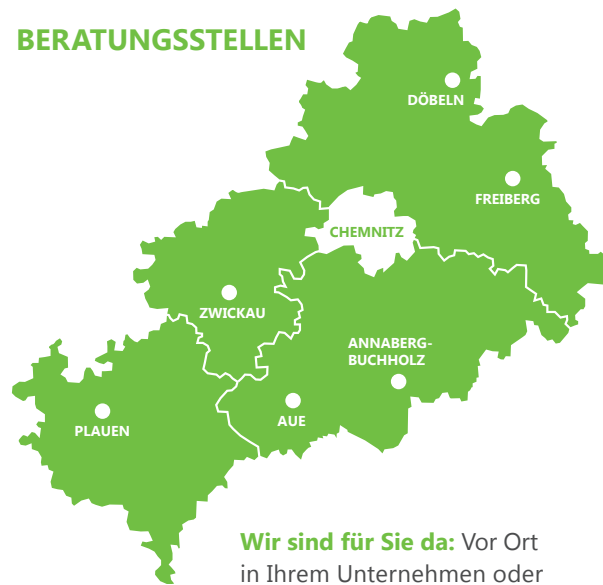 BERATUNGSSTELLEN
DÖBELN
FREIBERG
CHEMNITZ
ZWICKAU
ANNABERG-
BUCHHOLZ
AUE
PLAUEN
Wir sind für Sie da: Vor Ort
in Ihrem Unternehmen oder